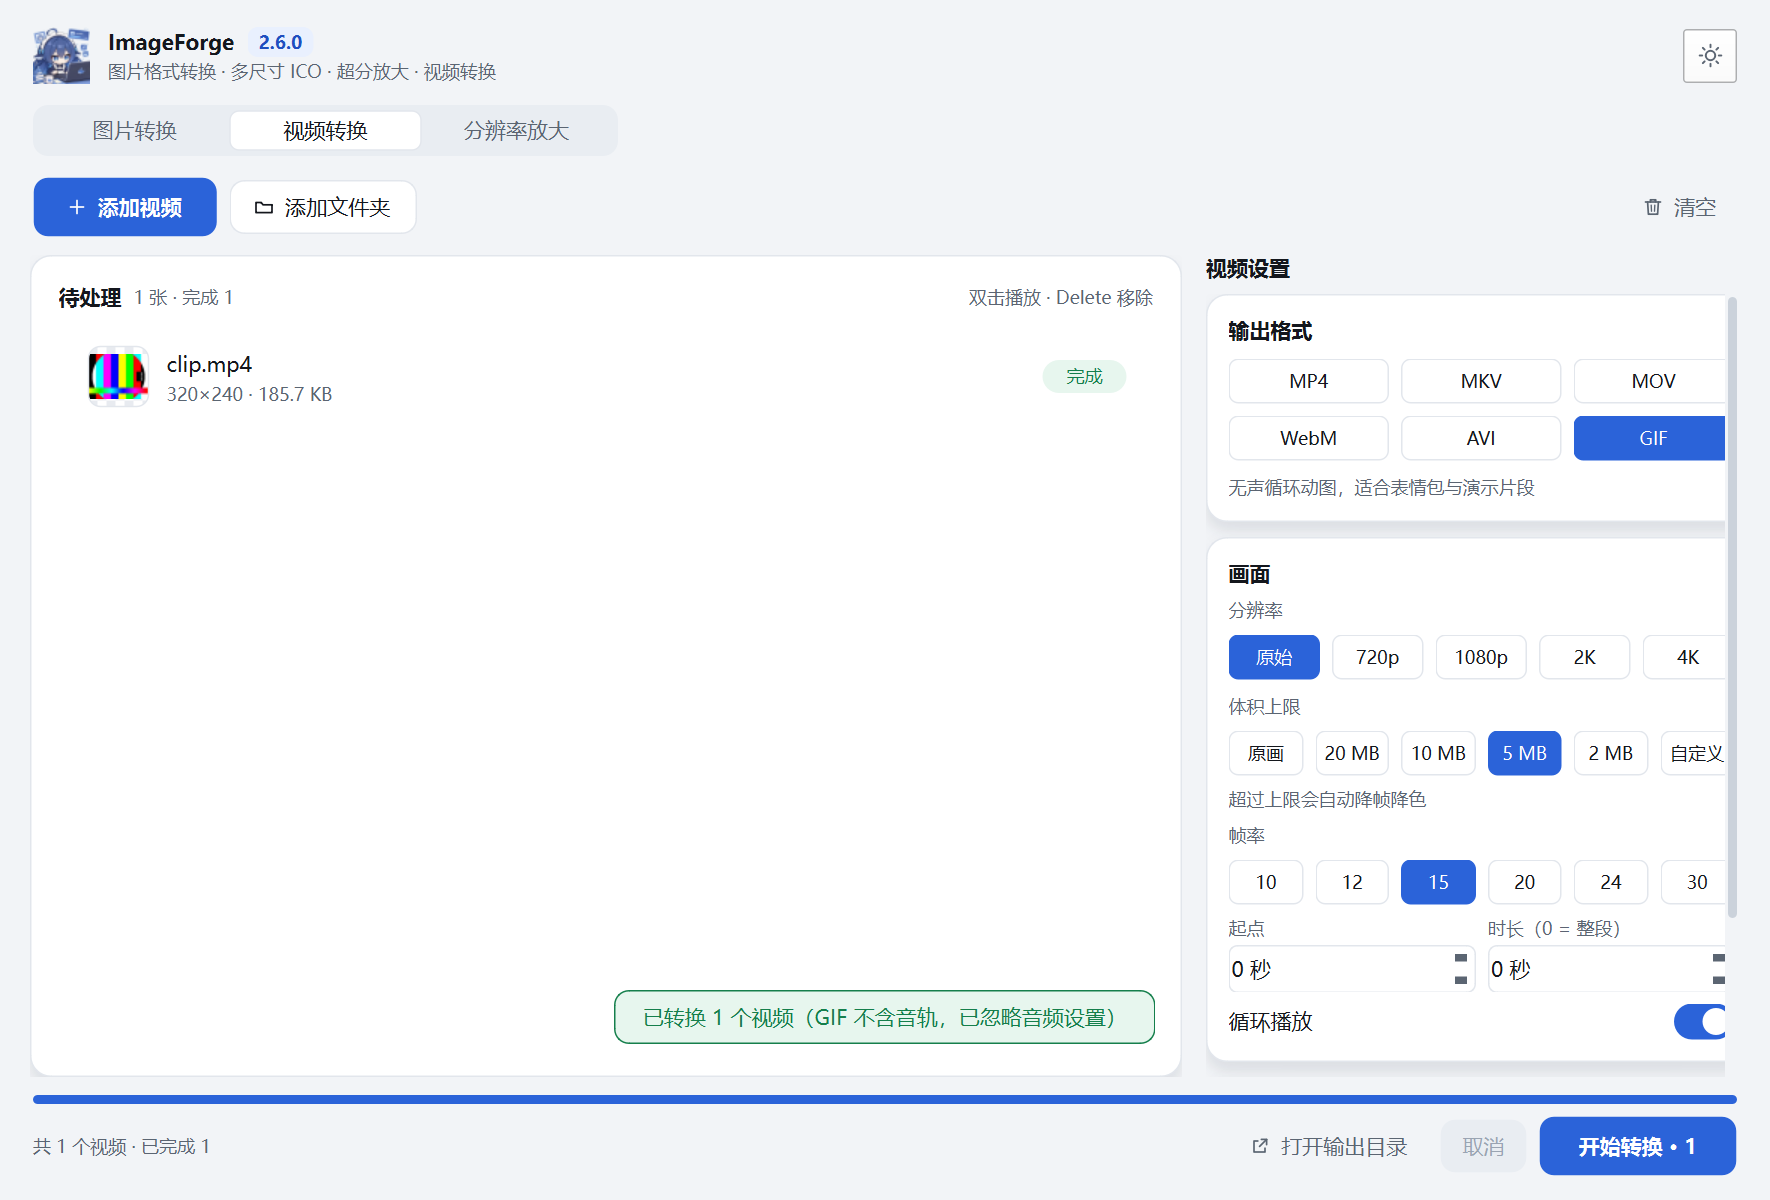 ImageForge 2.6.0
图片格式转换 · 多尺寸 ICO · 超分放大 · 视频转换
图片转换 视频转换 分辨率放大
添加视频 添加文件夹 清空
待处理 1 张 · 完成 1 双击播放 · Delete 移除
clip.mp4
320×240 · 185.7 KB
完成
已转换 1 个视频（GIF 不含音轨，已忽略音频设置）
视频设置
输出格式
MP4 MKV MOV
WebM AVI GIF
无声循环动图，适合表情包与演示片段
画面
分辨率
原始 720p 1080p 2K 4K
体积上限
原画 20 MB 10 MB 5 MB 2 MB 自定义
超过上限会自动降帧降色
帧率
10 12 15 20 24 30
起点 时长（0 = 整段）
0 秒 0 秒
循环播放
共 1 个视频 · 已完成 1
打开输出目录 取消 开始转换 • 1